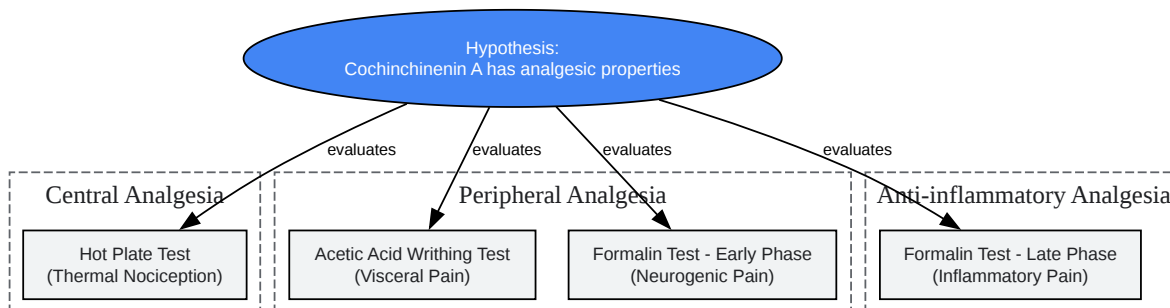 Hypothesis:
Cochinchinenin A has analgesic properties
evaluates
evaluates
evaluates
evaluates
Central Analgesia
Peripheral Analgesia
Anti-inflammatory Analgesia
Hot Plate Test
(Thermal Nociception)
Acetic Acid Writhing Test
(Visceral Pain)
Formalin Test - Early Phase
(Neurogenic Pain)
Formalin Test - Late Phase
(Inflammatory Pain)